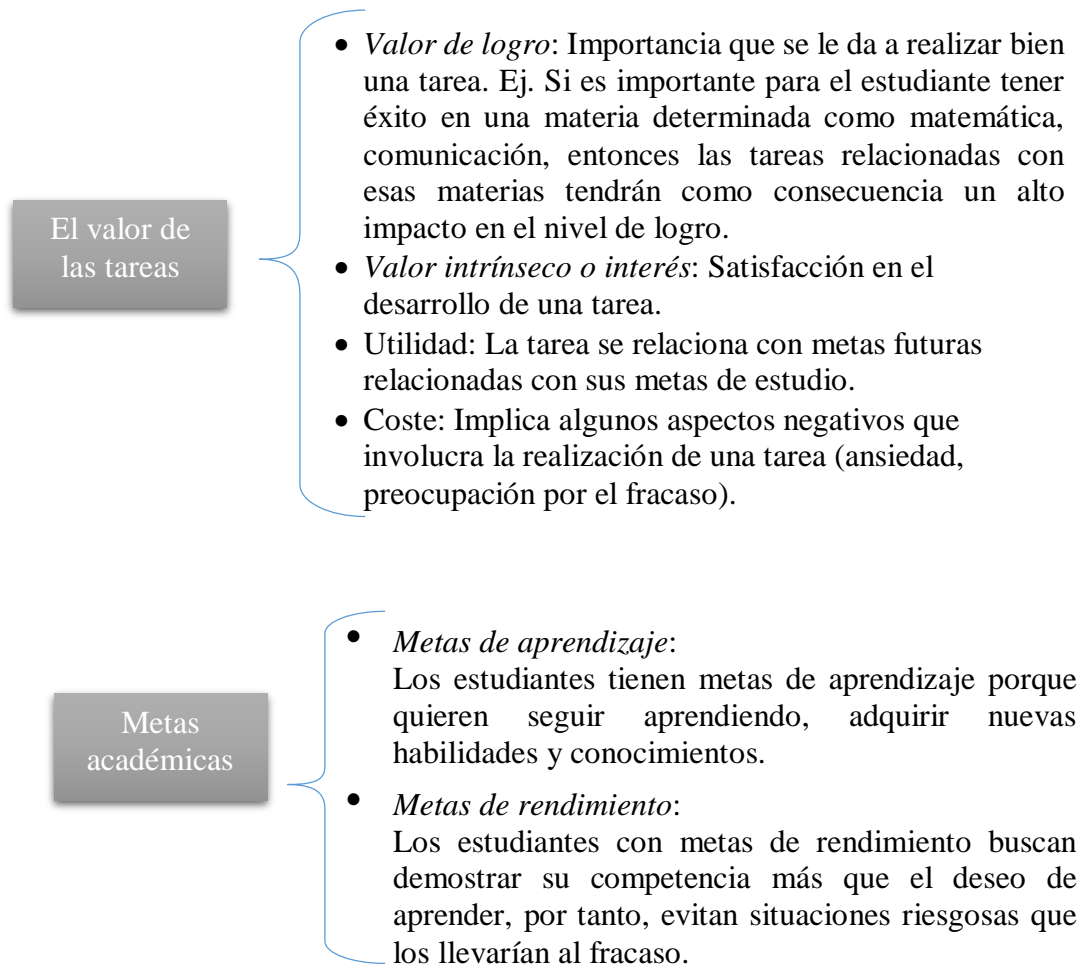 El valor de
las tareas
• Valor de logro: Importancia que se le da a realizar bien
una tarea. Ej. Si es importante para el estudiante tener
éxito en una materia determinada como matemática,
comunicación, entonces las tareas relacionadas con
esas materias tendrán como consecuencia un alto
impacto en el nivel de logro.
• Valor intrínseco o interés: Satisfacción en el
desarrollo de una tarea.
• Utilidad: La tarea se relaciona con metas futuras
relacionadas con sus metas de estudio.
• Coste: Implica algunos aspectos negativos que
involucra la realización de una tarea (ansiedad,
preocupación por el fracaso).
Metas
académicas
• Metas de aprendizaje:
Los estudiantes tienen metas de aprendizaje porque
quieren seguir aprendiendo, adquirir nuevas
habilidades y conocimientos.
• Metas de rendimiento:
Los estudiantes con metas de rendimiento buscan
demostrar su competencia más que el deseo de
aprender, por tanto, evitan situaciones riesgosas que
los llevarían al fracaso.